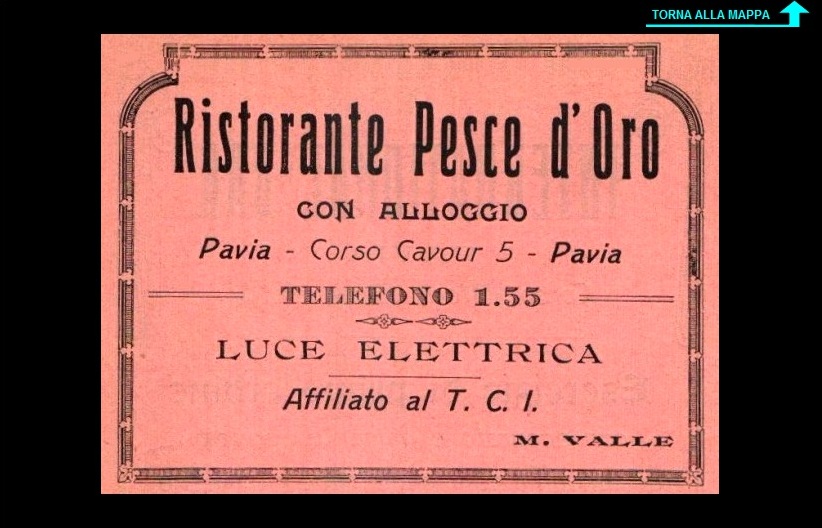 TORNA ALLA MAPPA
Ristorante Pesce d'Oro
CON ALLOGGIO
Pavia - Corso Cavour 5 - Pavia
TELEFONO 1.55
LUCE ELETTRICA
Affiliato al T. C. I.
M. VALLE